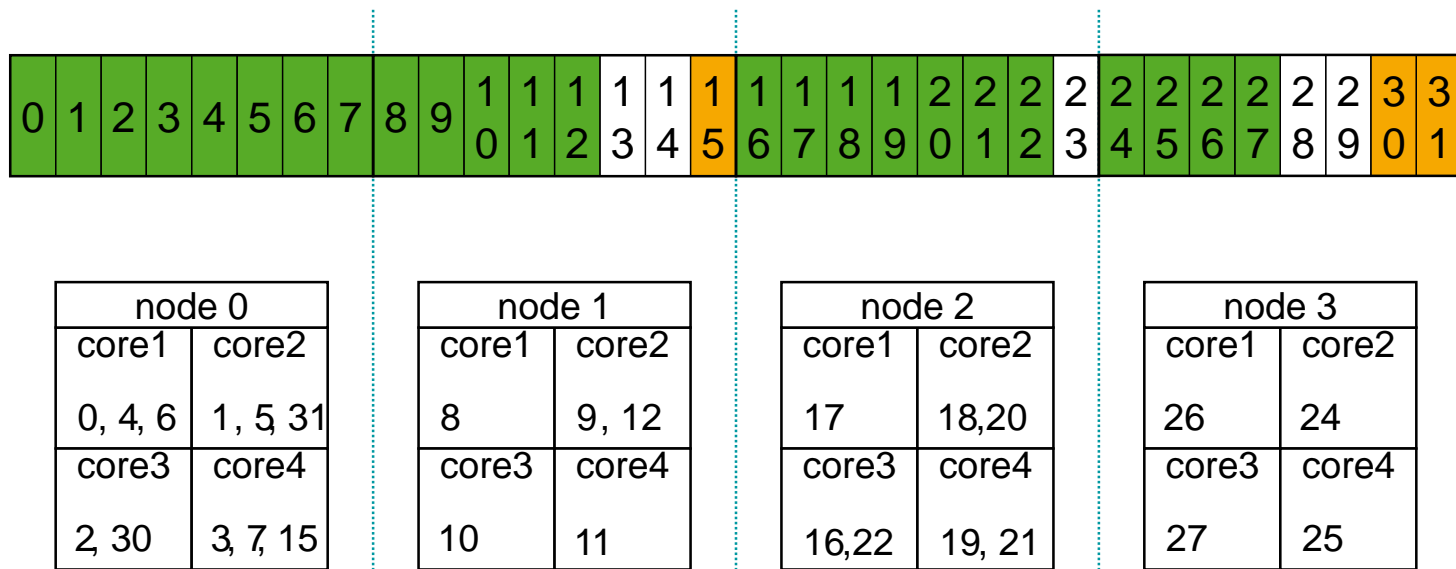 0 1 2 3 4 5 6 7 8 9 10 11 12 13 14 15 16 17 18 19 20 21 22 23 24 25 26 27 28 29 30 31
node 0 node 1 node 2 node 3
core1 core2 core1 core2 core1 core2 core1 core2
0, 4, 6 1, 5, 31 8 9, 12 17 18,20 26 24
core3 core4 core3 core4 core3 core4 core3 core4
2, 30 3, 7, 15 10 11 16,22 19, 21 27 25